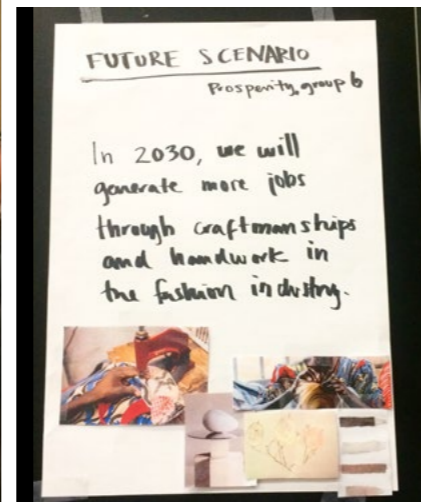 FUTURE SCENARIO
Prosperity, group 6
In 2030, we will
generate more jobs
through craftmanships
and handwork in
the fashion industry.